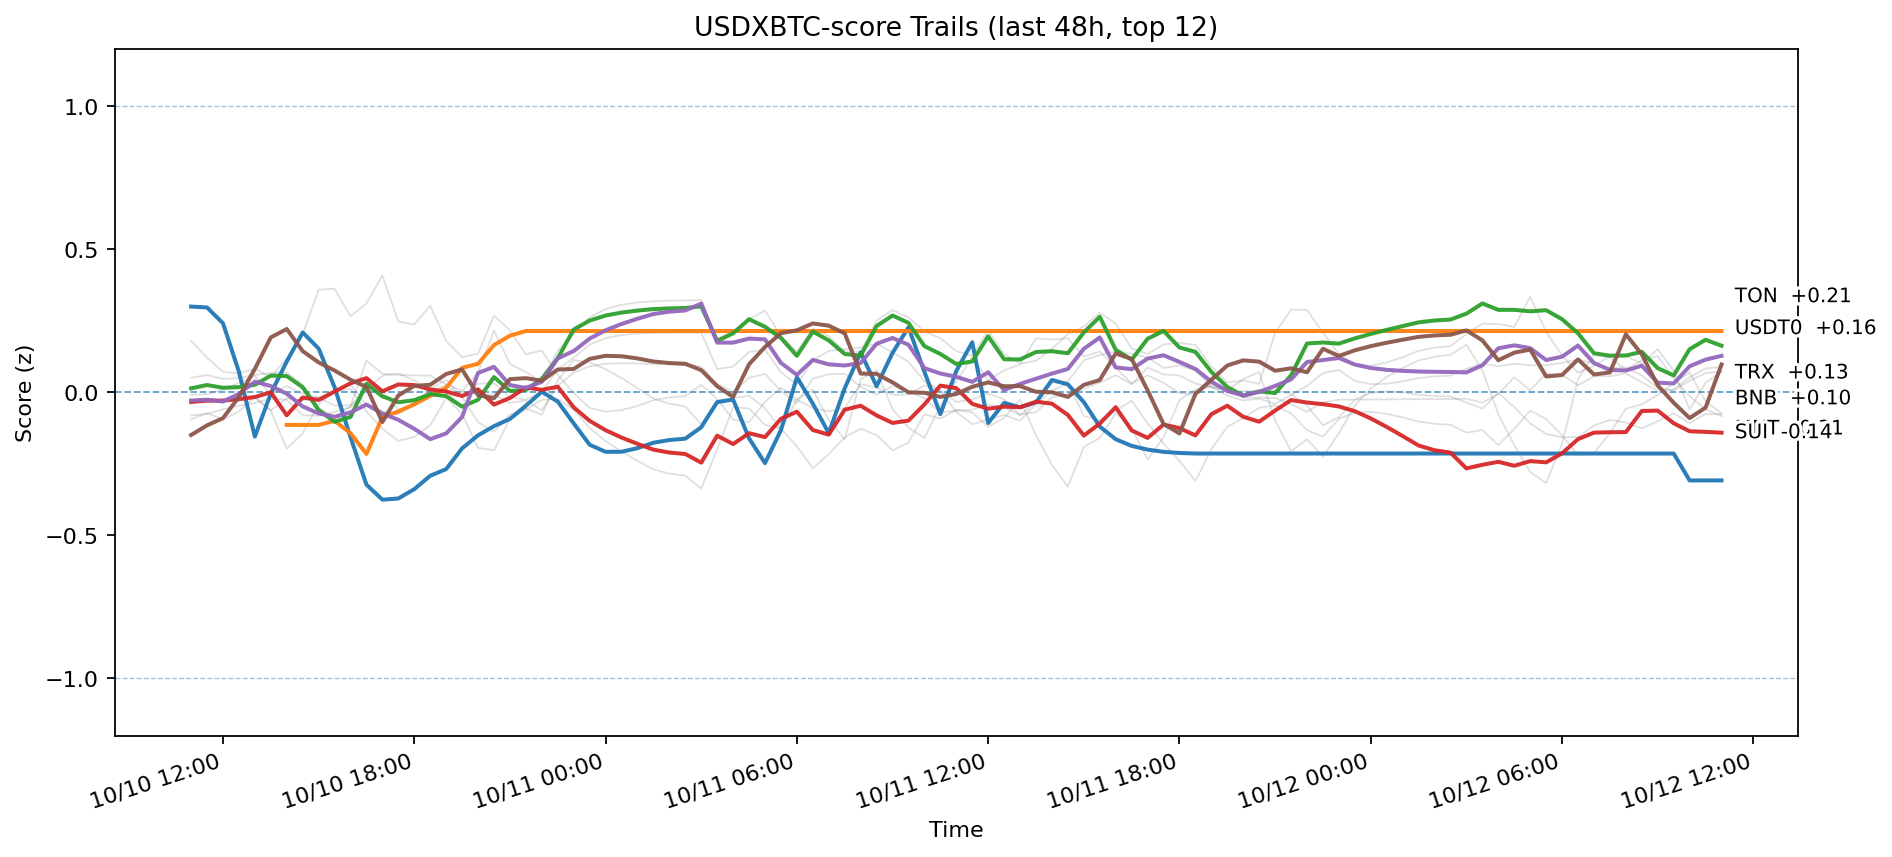 USDXBTC-score Trails (last 48h, top 12)
Score (z)
1.0
0.5
0.0
−0.5
−1.0
TON +0.21
USDT0 +0.16
TRX +0.13
BNB +0.10
SUI -0.14
10/10 12:00
10/10 18:00
10/11 00:00
10/11 06:00
10/11 12:00
10/11 18:00
10/12 00:00
10/12 06:00
10/12 12:00
Time